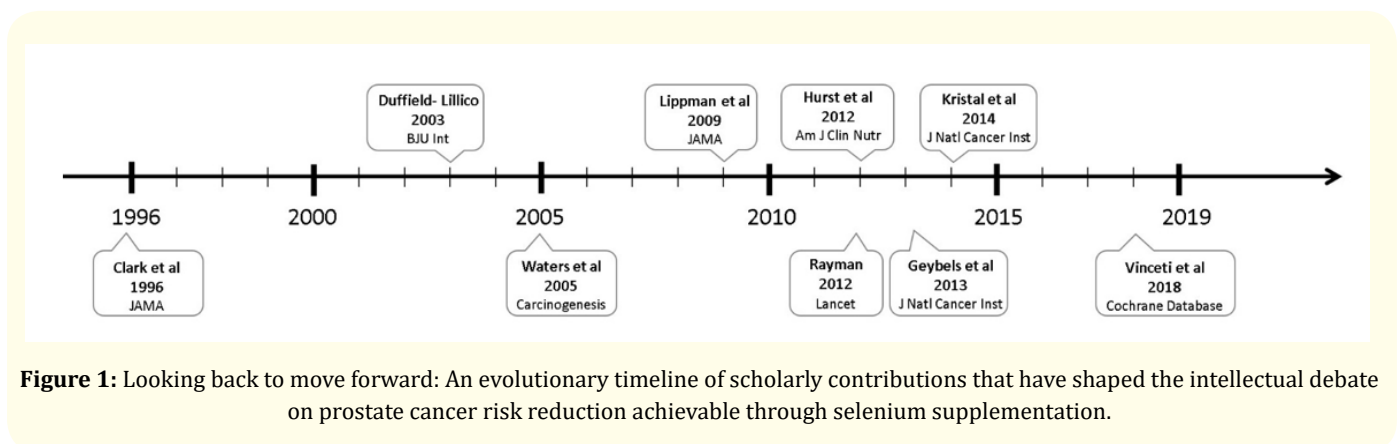 Duffield- Lillico
2003
BJU Int
Lippman et al
2009
JAMA
Hurst et al
2012
Am J Clin Nutr
Kristal et al
2014
J Natl Cancer Inst
1996
2000
2005
2010
2015
2019
Clark et al
1996
JAMA
Waters et al
2005
Carcinogenesis
Rayman
2012
Lancet
Geybels et al
2013
J Natl Cancer Inst
Vinceti et al
2018
Cochrane Database
Figure 1: Looking back to move forward: An evolutionary timeline of scholarly contributions that have shaped the intellectual debate
on prostate cancer risk reduction achievable through selenium supplementation.